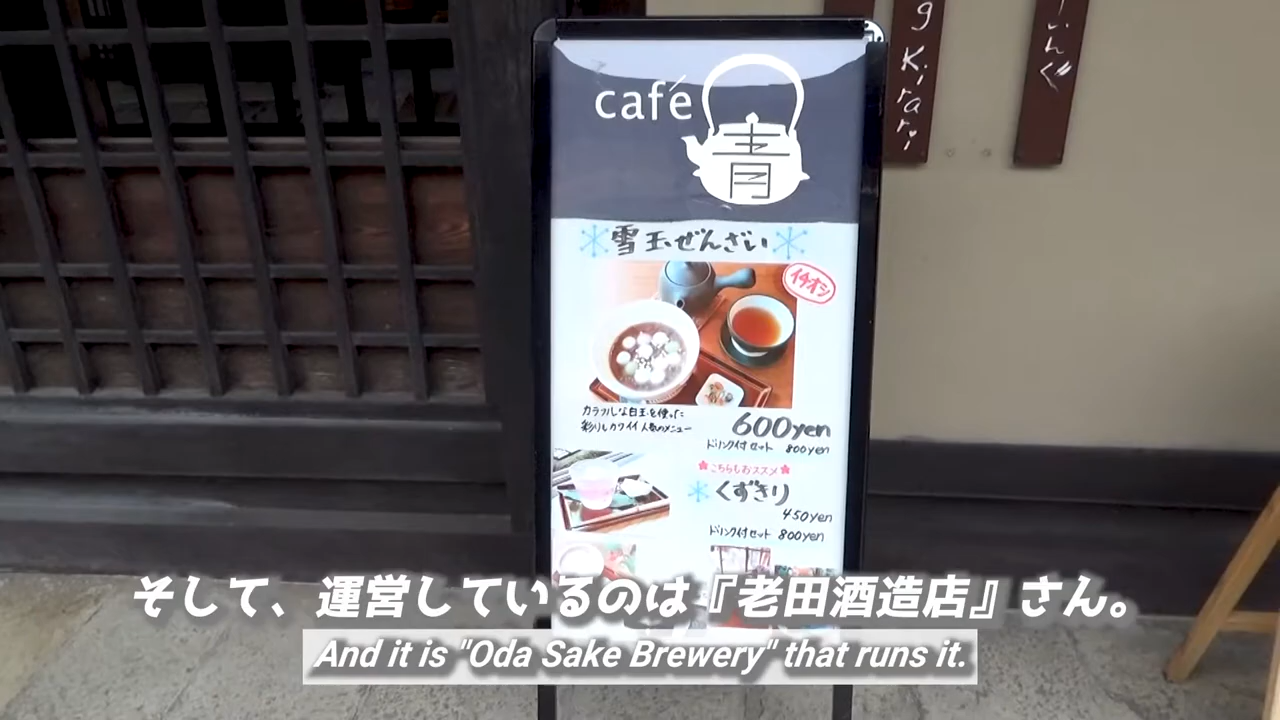 g Kirari
いんぐ
café
青
雪玉ぜんざい
イチオシ
カラフルな白玉を使った
彩りもカワイイ人気のメニュー
600yen
ドリンク付セット 800yen
こちらもおススメ
くずきり
450yen
ドリンク付セット 800yen
そして、運営しているのは『老田酒造店』さん。
And it is "Oda Sake Brewery" that runs it.